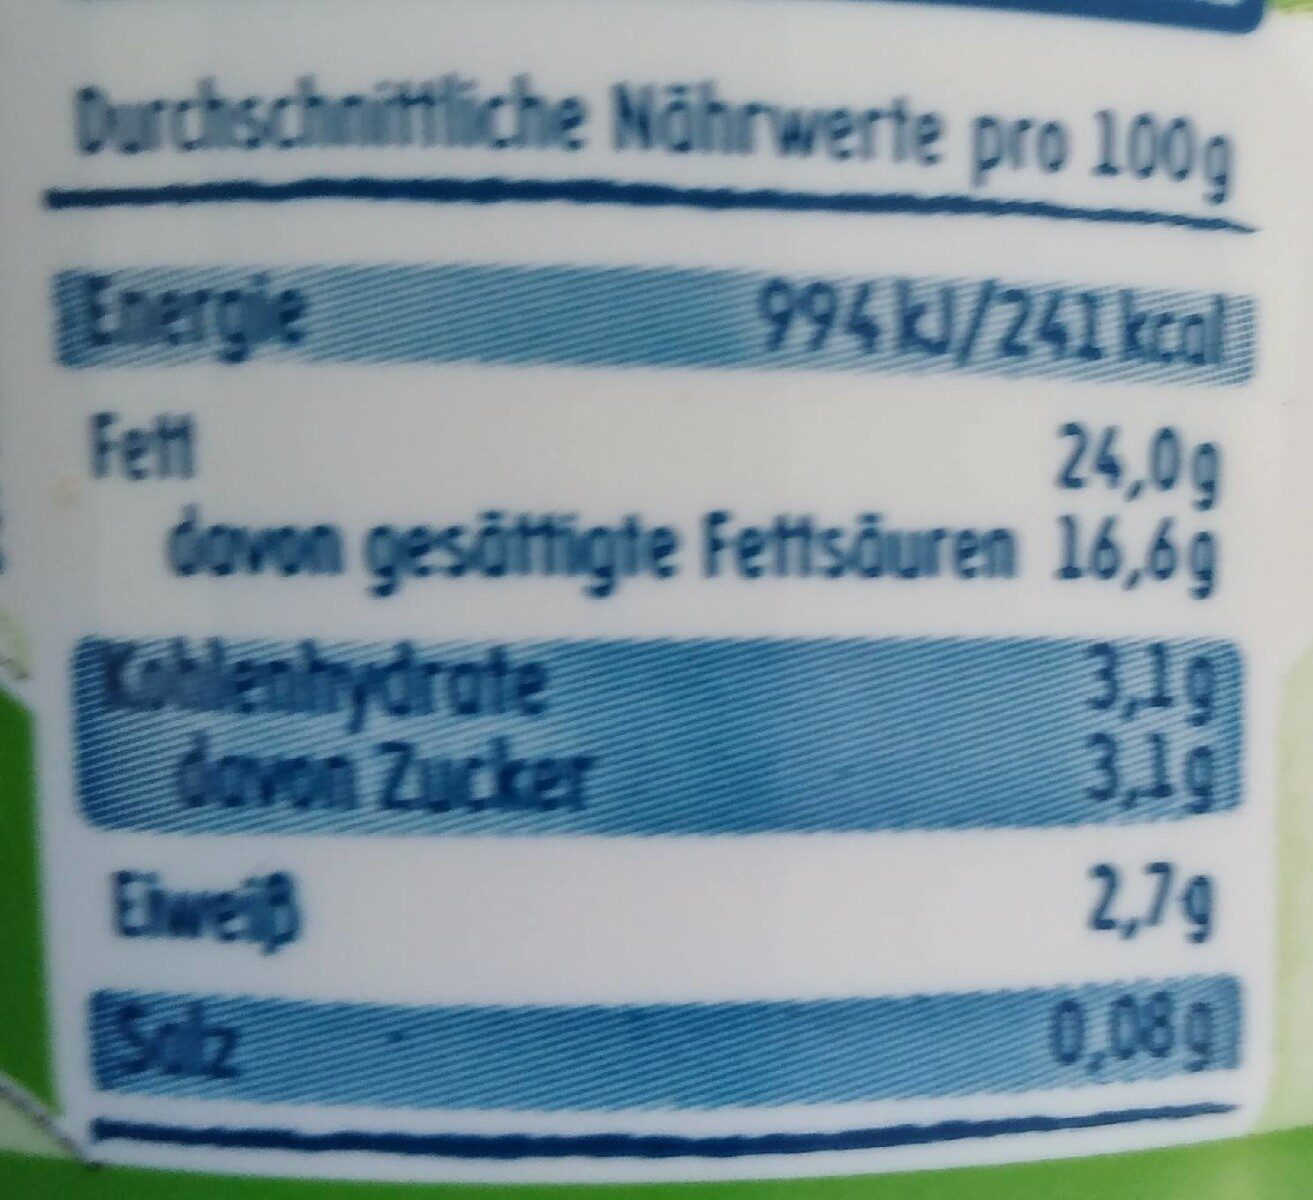 Durchschnittliche Nährwerte pro 100g
Energie 994 kJ/241 kcal
Fett 24,0g
davon gesättigte Fettsäuren 16,6g
Kohlenhydrate 3,1g
davon Zucker 3,1g
Eiweiß 2,7g
Salz 0,08g